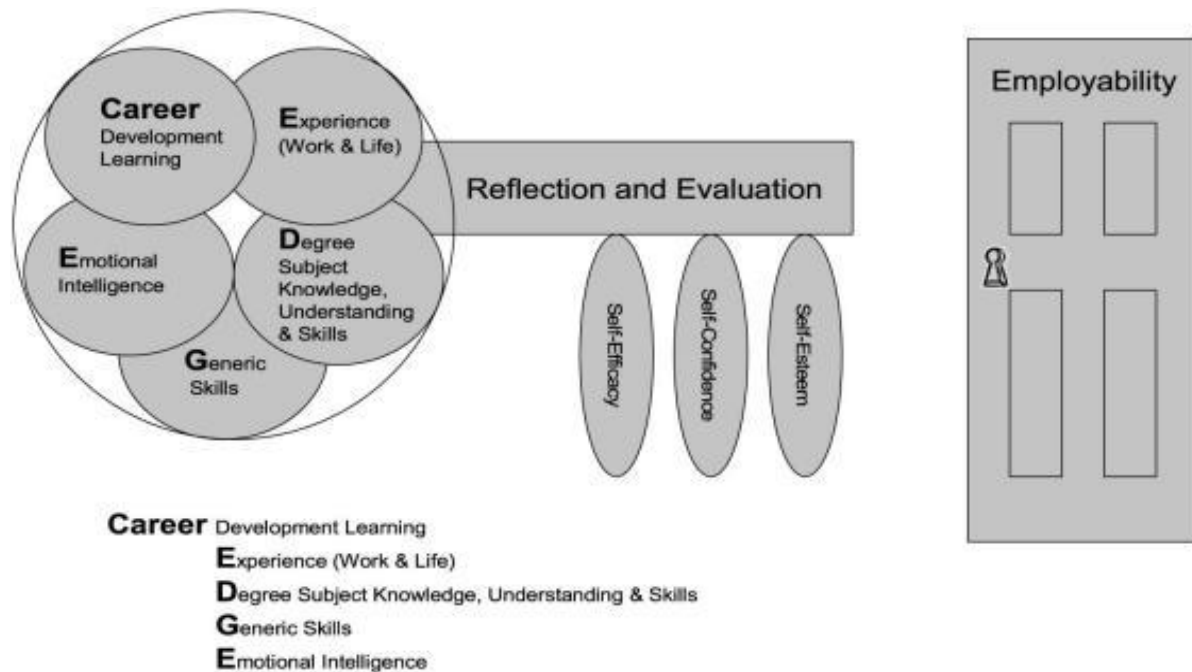 Career
Development
Learning
Experience
(Work & Life)
Emotional
Intelligence
Degree
Subject
Knowledge,
Understanding
& Skills
Generic
Skills
Reflection and Evaluation
Self-Efficacy
Self-Confidence
Self-Esteem
Employability
Career Development Learning
Experience (Work & Life)
Degree Subject Knowledge, Understanding & Skills
Generic Skills
Emotional Intelligence